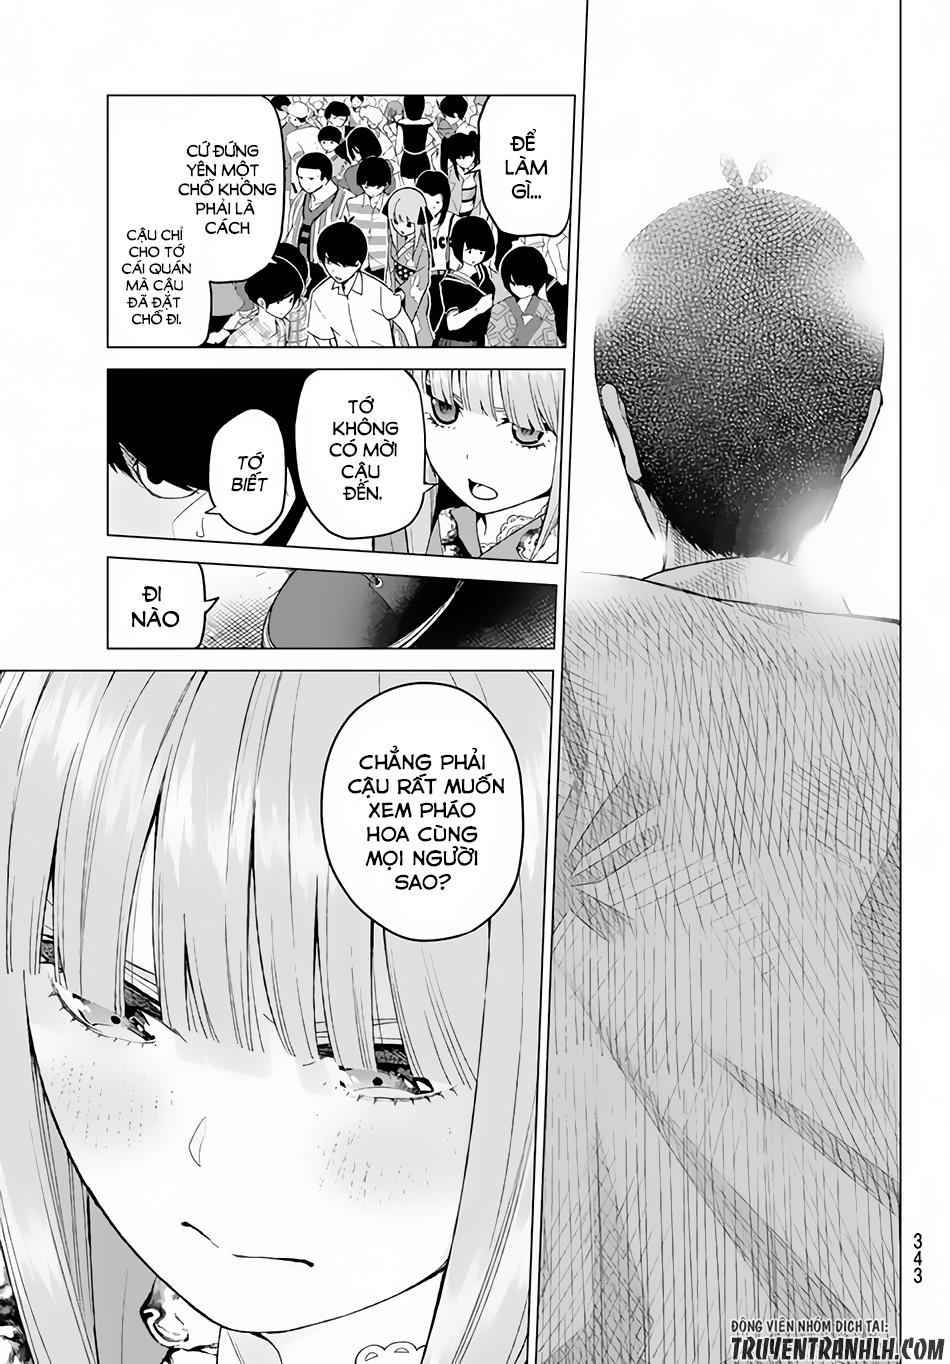 ĐỂ
LÀM
GÌ...
CỨ ĐỨNG
YÊN MỘT
CHỖ KHÔNG
PHẢI LÀ
CÁCH
CẬU CHỈ
CHO TỚ
CÁI QUÁN
MÀ CẬU
ĐÃ ĐẶT
CHỖ ĐI.
TỚ
KHÔNG
CÓ MỜI
CẬU
ĐẾN.
TỚ
BIẾT
ĐI
NÀO
CHẲNG PHẢI
CẬU RẤT MUỐN
XEM PHÁO
HOA CÙNG
MỌI NGƯỜI
SAO?
343
ĐỘNG VIÊN NHÓM DỊCH TẠI:
TRUYENTRANHLH.COM